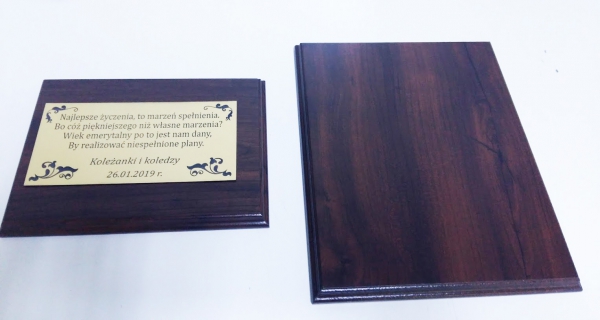 Najlepsze życzenia, to marzeń spełnienia.
Bo cóż piękniejszego niż własne marzenia?
Wiek emerytalny po to jest nam dany,
By realizować niespełnione plany.
Koleżanki i koledzy
26.01.2019 r.